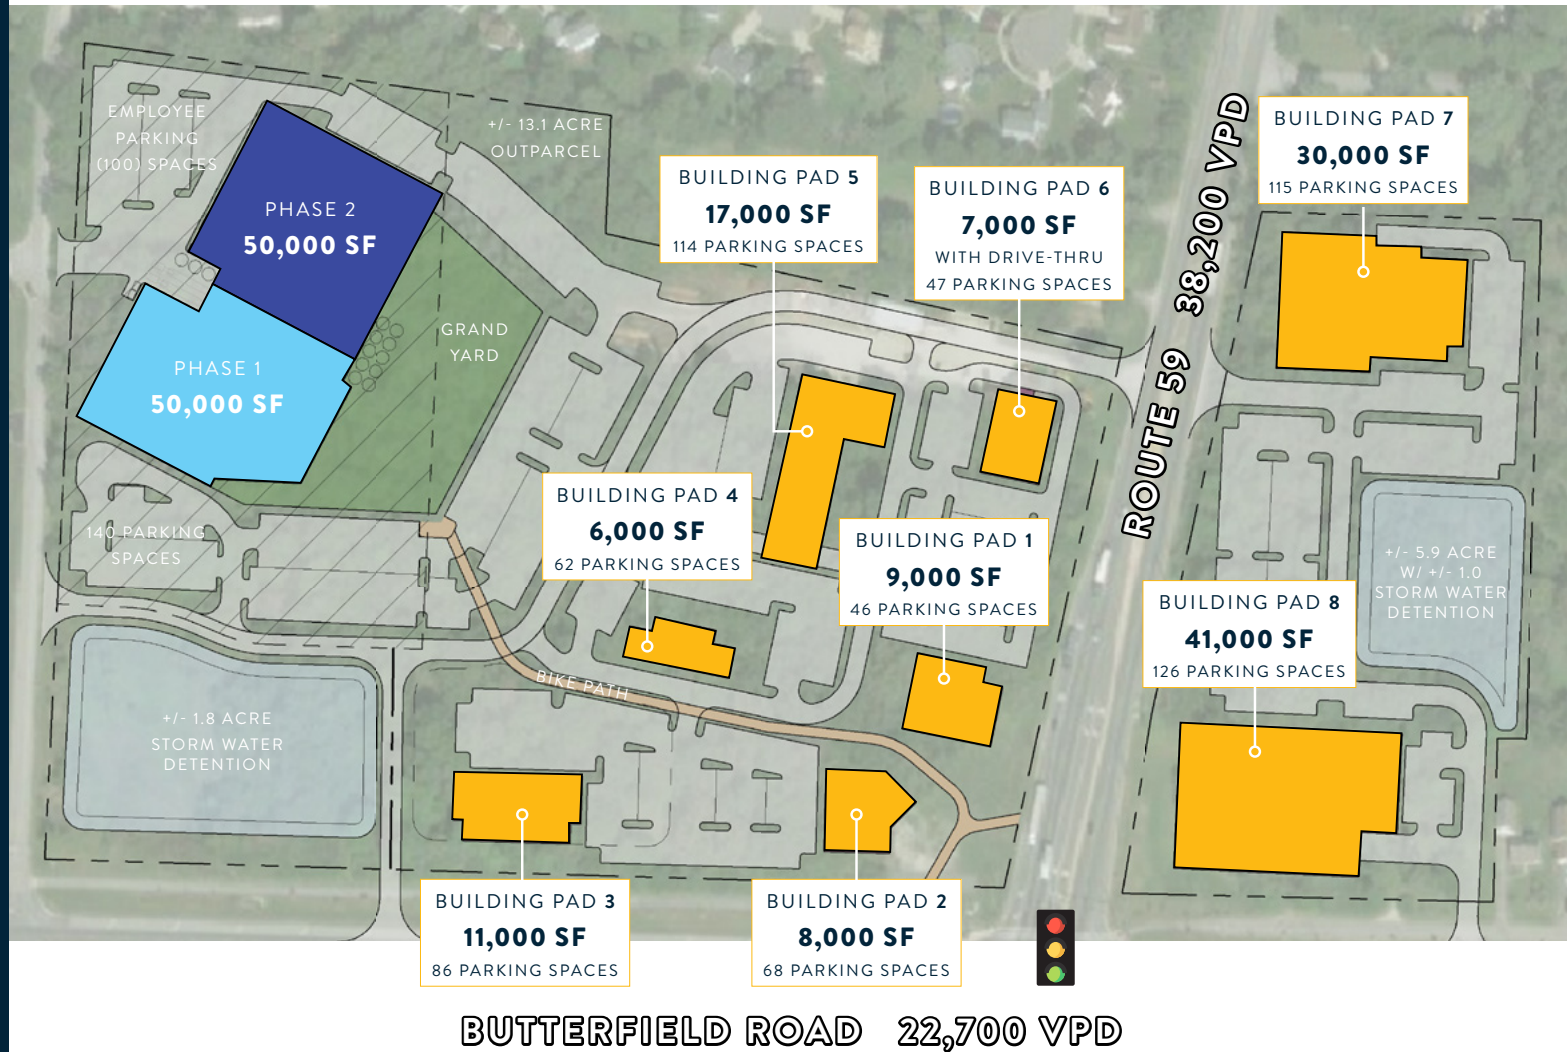 EMPLOYEE
PARKING
(100) SPACES
PHASE 2
50,000 SF
+/- 13.1 ACRE
OUTPARCEL
BUILDING PAD 5
17,000 SF
114 PARKING SPACES
BUILDING PAD 6
7,000 SF
WITH DRIVE-THRU
47 PARKING SPACES
ROUTE 59 38,200 VPD
BUILDING PAD 7
30,000 SF
115 PARKING SPACES
GRAND
YARD
PHASE 1
50,000 SF
140 PARKING
SPACES
BUILDING PAD 4
6,000 SF
62 PARKING SPACES
BUILDING PAD 1
9,000 SF
46 PARKING SPACES
+/- 5.9 ACRE
W/ +/- 1.0
STORM WATER
DETENTION
BUILDING PAD 8
41,000 SF
126 PARKING SPACES
BIKE PATH
+/- 1.8 ACRE
STORM WATER
DETENTION
BUILDING PAD 3
11,000 SF
86 PARKING SPACES
BUILDING PAD 2
8,000 SF
68 PARKING SPACES
BUTTERFIELD ROAD 22,700 VPD